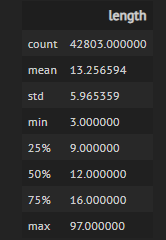 length
count 42803.000000
mean 13.256594
std 5.965359
min 3.000000
25% 9.000000
50% 12.000000
75% 16.000000
max 97.000000